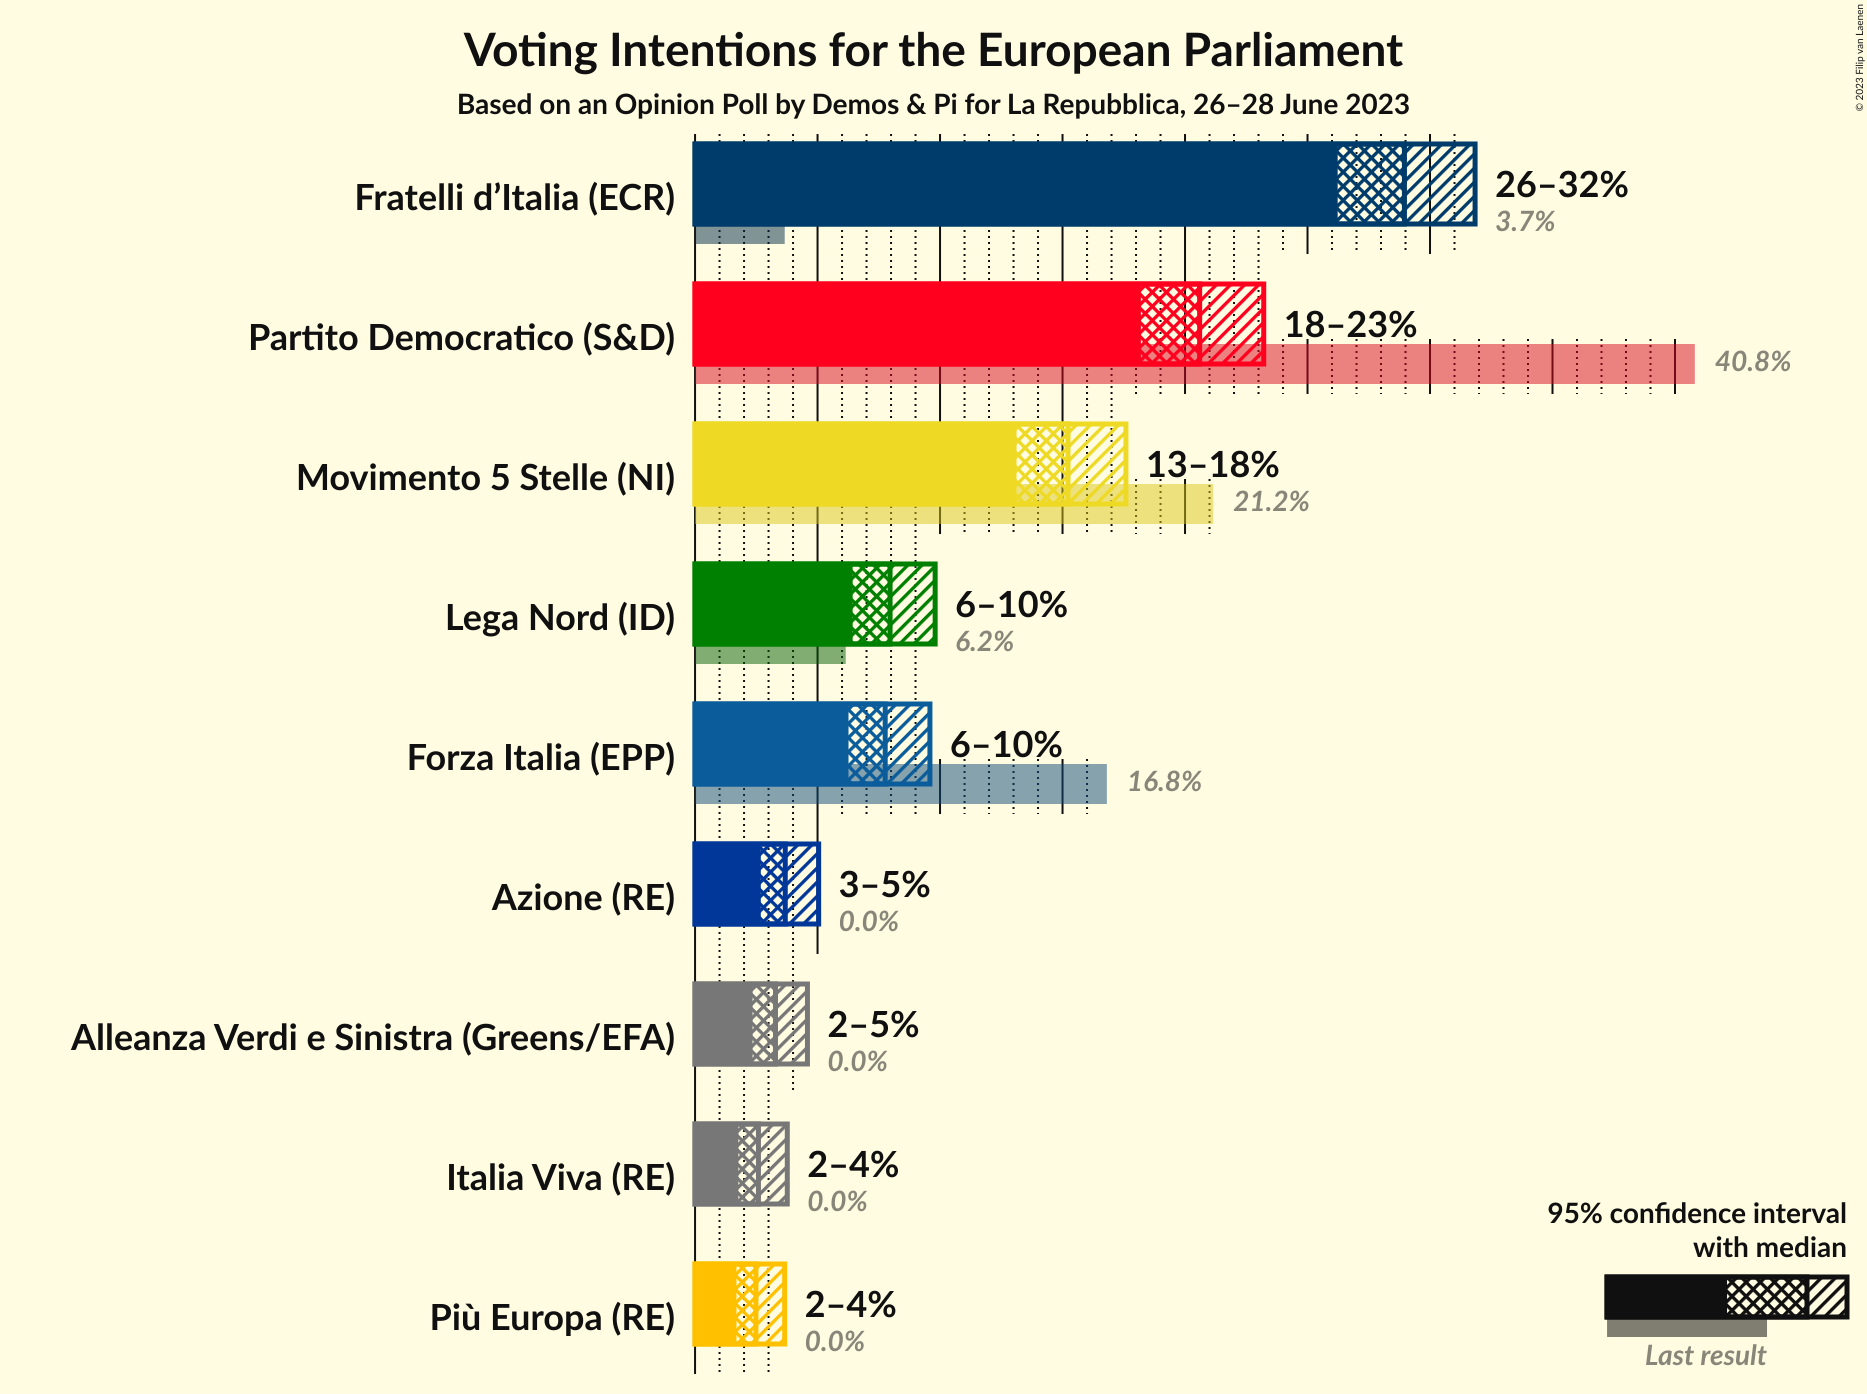 Voting Intentions for the European Parliament
Based on an Opinion Poll by Demos & Pi for La Repubblica, 26–28 June 2023
© 2023 Filip van Laenen
Fratelli d’Italia (ECR)
26–32%
3.7%
Partito Democratico (S&D)
18–23%
40.8%
Movimento 5 Stelle (NI)
13–18%
21.2%
Lega Nord (ID)
6–10%
6.2%
Forza Italia (EPP)
6–10%
16.8%
Azione (RE)
3–5%
0.0%
Alleanza Verdi e Sinistra (Greens/EFA)
2–5%
0.0%
Italia Viva (RE)
2–4%
0.0%
Più Europa (RE)
2–4%
0.0%
95% confidence interval
with median
Last result